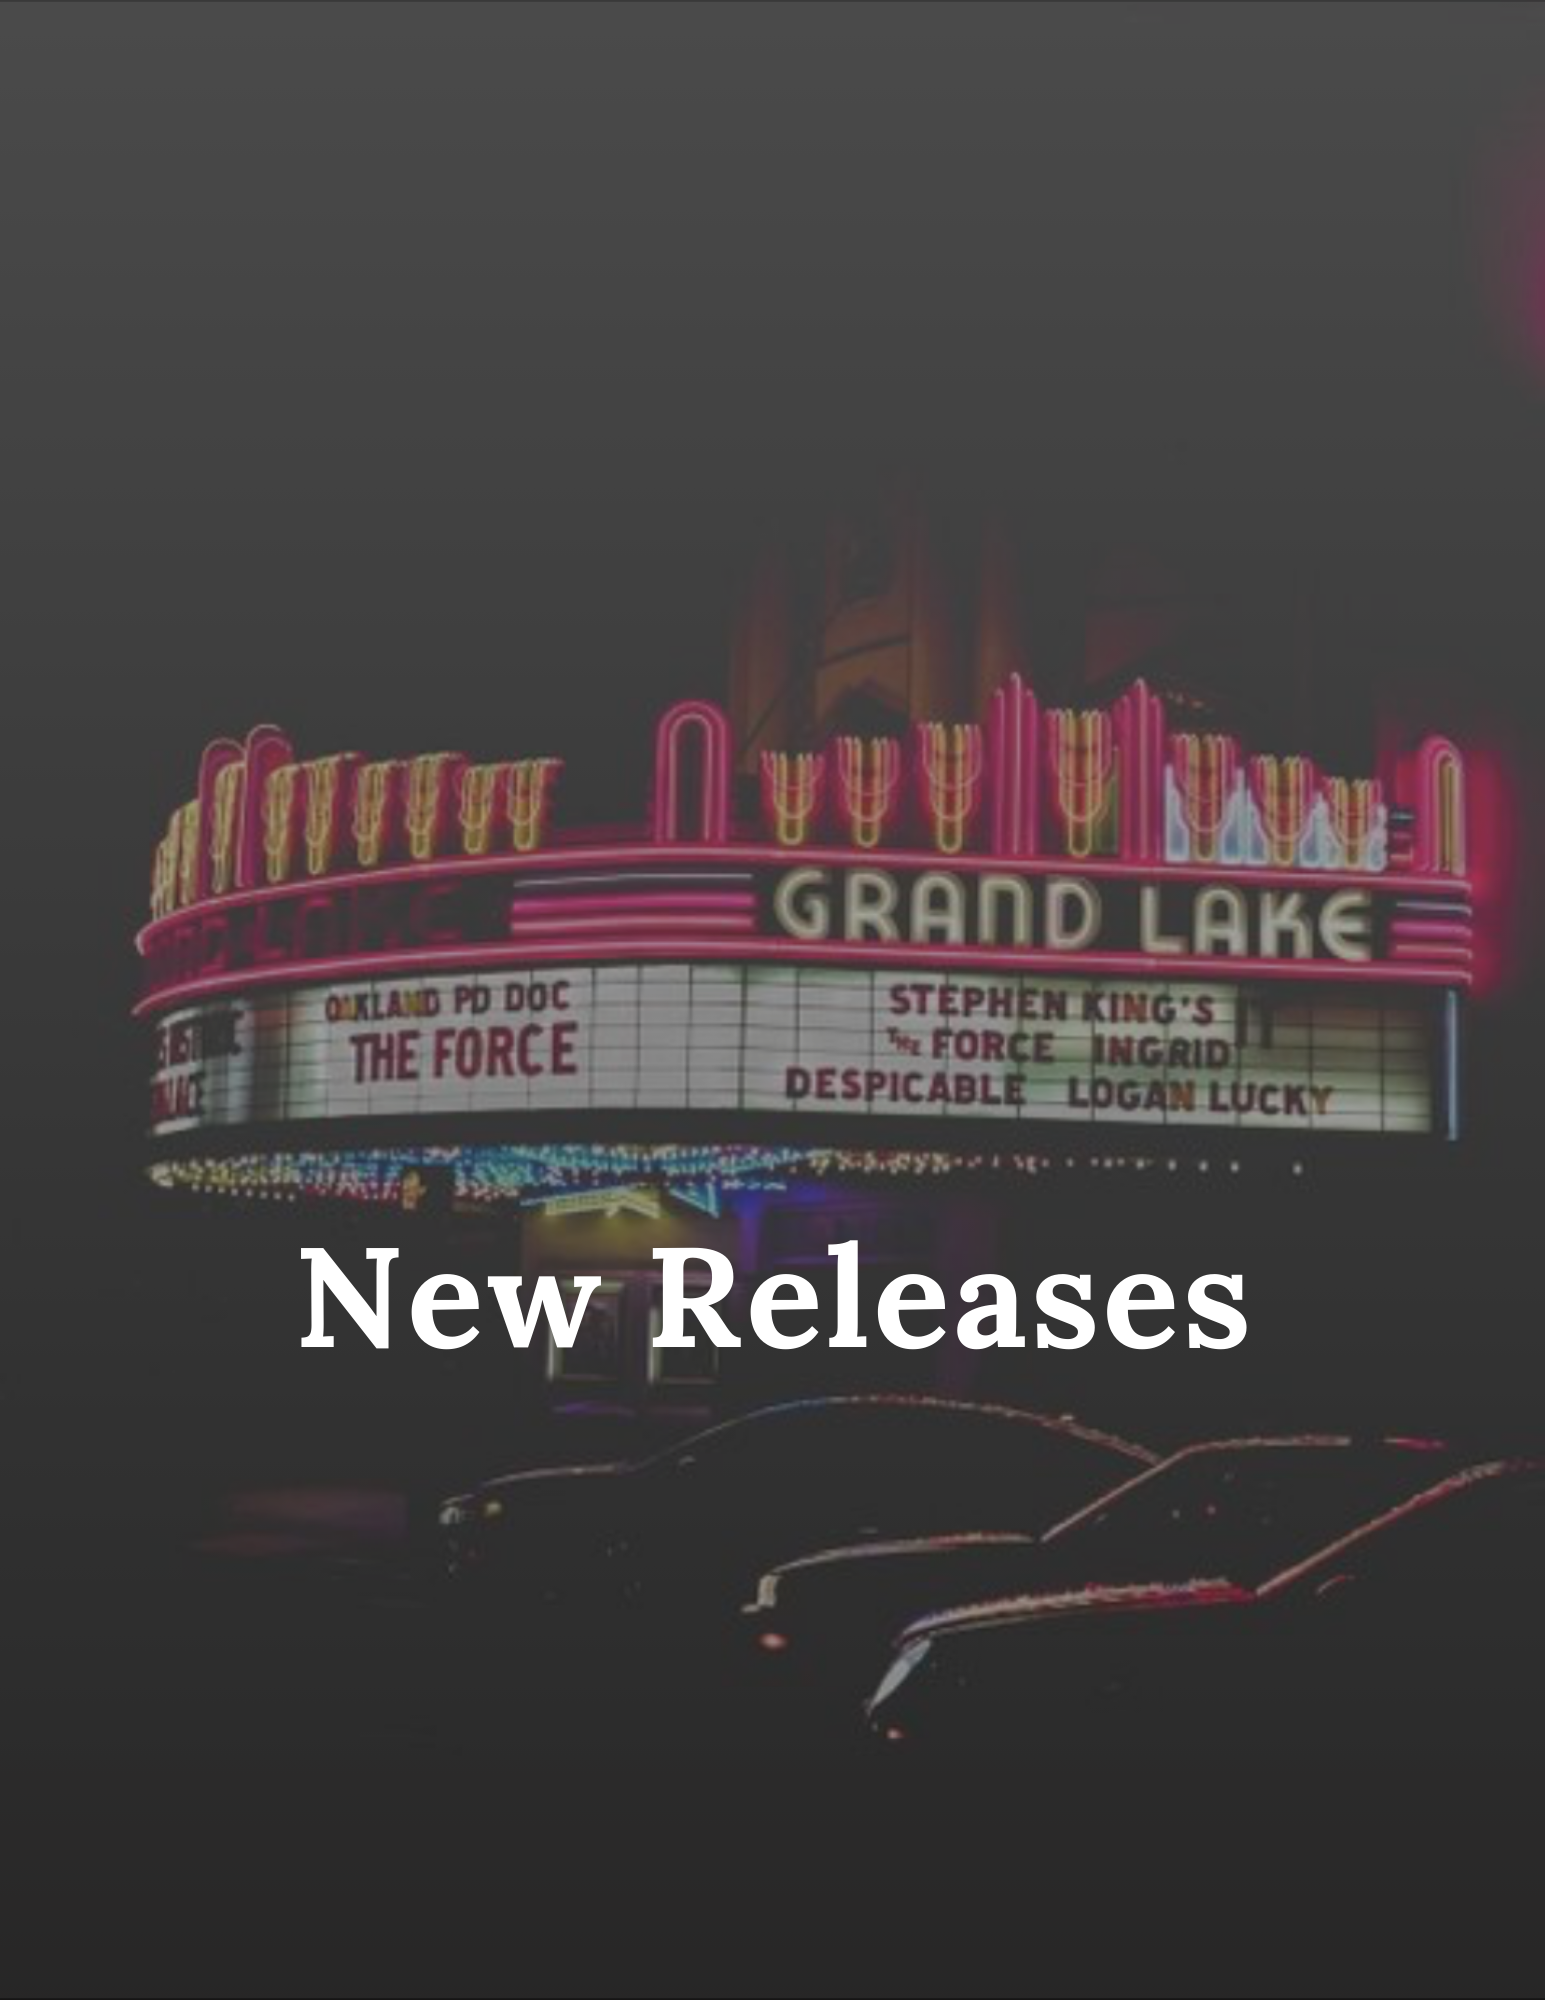 GRAND LAKE
OAKLAND PD DOC
THE FORCE
STEPHEN KING'S IT
THE FORCE INGRID
DESPICABLE LOGAN LUCKY
New Releases